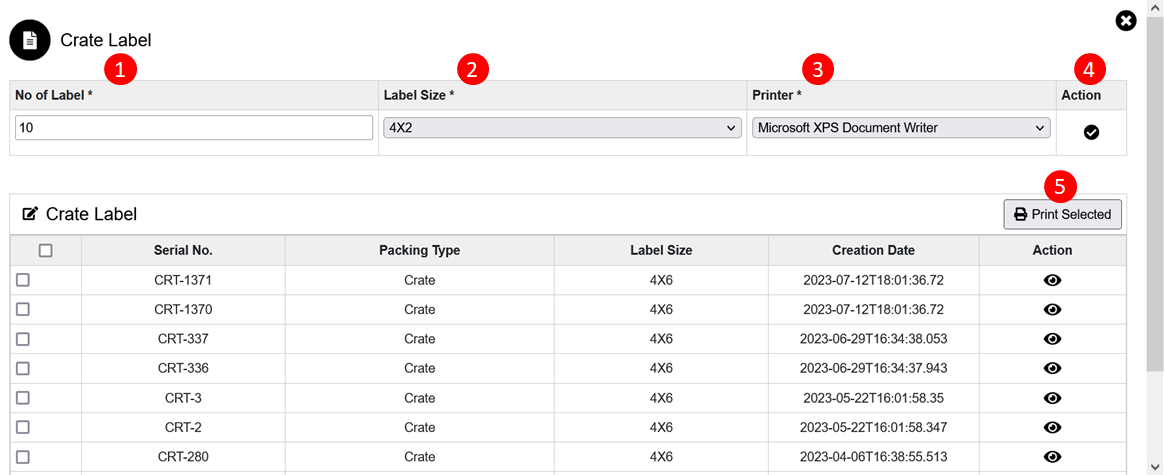 Crate Label
1 2 3 4
No of Label * Label Size * Printer * Action
10 4X2 Microsoft XPS Document Writer
5
Crate Label Print Selected
Serial No. Packing Type Label Size Creation Date Action
CRT-1371 Crate 4X6 2023-07-12T18:01:36.72
CRT-1370 Crate 4X6 2023-07-12T18:01:36.72
CRT-337 Crate 4X6 2023-06-29T16:34:38.053
CRT-336 Crate 4X6 2023-06-29T16:34:37.943
CRT-3 Crate 4X6 2023-05-22T16:01:58.35
CRT-2 Crate 4X6 2023-05-22T16:01:58.347
CRT-280 Crate 4X6 2023-04-06T16:38:55.513